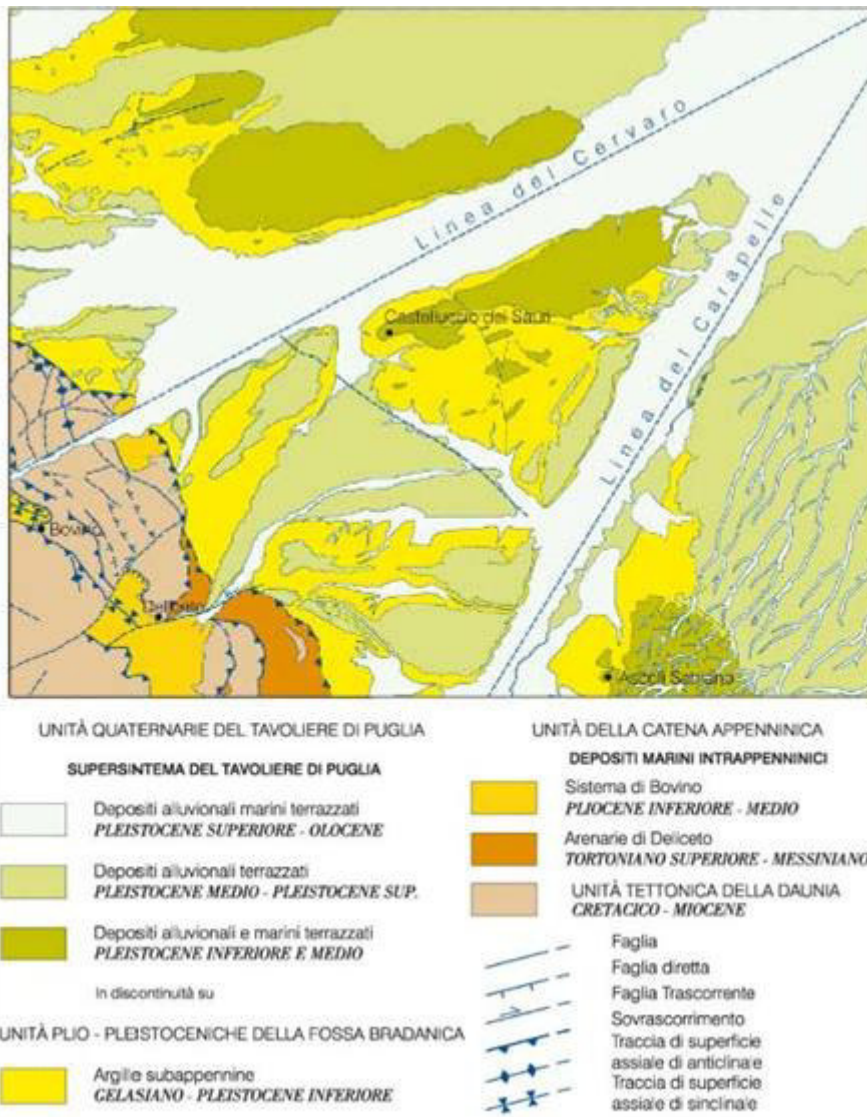 Linea del Cervaro
Castelluccio dei Sauri
Linea del Carapelle
Bovino
Deliceto
Ascoli Satriano
UNITÀ QUATERNARIE DEL TAVOLIERE DI PUGLIA
SUPERSINTEMA DEL TAVOLIERE DI PUGLIA
Depositi alluvionali marini terrazzati
PLEISTOCENE SUPERIORE - OLOCENE
Depositi alluvionali terrazzati
PLEISTOCENE MEDIO - PLEISTOCENE SUP.
Depositi alluvionali e marini terrazzati
PLEISTOCENE INFERIORE E MEDIO
In discontinuità su
UNITÀ PLIO - PLEISTOCENICHE DELLA FOSSA BRADANICA
Argille subappennine
GELASIANO - PLEISTOCENE INFERIORE
UNITÀ DELLA CATENA APPENNINICA
DEPOSITI MARINI INTRAPPENNINICI
Sistema di Bovino
PLIOCENE INFERIORE - MEDIO
Arenarie di Deliceto
TORTONIANO SUPERIORE - MESSINIANO
UNITÀ TETTONICA DELLA DAUNIA
CRETACICO - MIOCENE
Faglia
Faglia diretta
Faglia Trascorrente
Sovrascorrimento
Traccia di superficie
assiale di anticlinale
Traccia di superficie
assiale di sinclinale